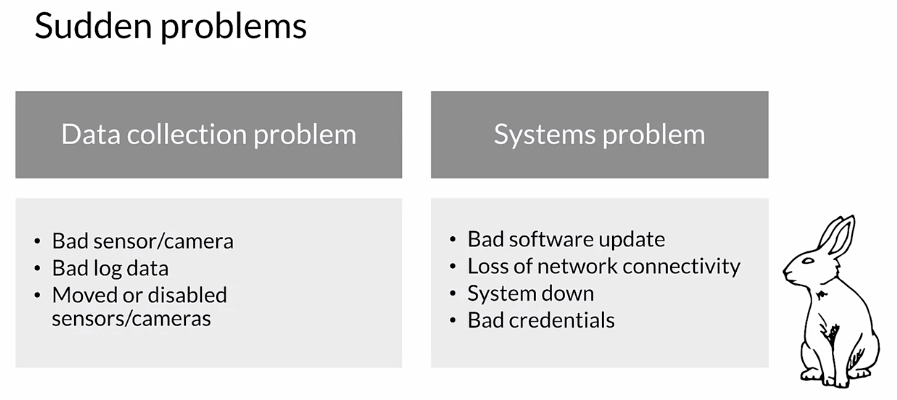 Sudden problems
Data collection problem
• Bad sensor/camera
• Bad log data
• Moved or disabled
sensors/cameras
Systems problem
• Bad software update
• Loss of network connectivity
• System down
• Bad credentials